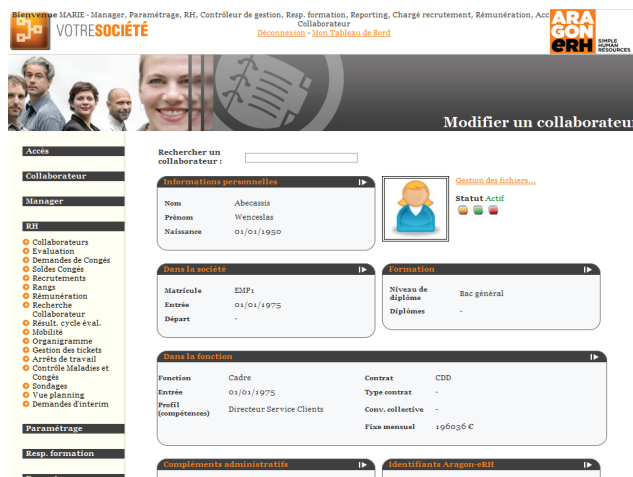 Bienvenue MARIE - Manager, Paramétrage, RH, Contrôleur de gestion, Resp. formation, Reporting, Chargé recrutement, Rémunération, Acc
Collaborateur
Déconnexion - Mon Tableau de Bord
VOTRESOCIÉTÉ
ARA
GON
eRH
SIMPLE
HUMAN
RESOURCES
Modifier un collaborateur
Accès
Collaborateur
Manager
RH
Collaborateurs
Evaluation
Demandes de Congés
Soldes Congés
Recrutements
Rangs
Rémunération
Recherche
Collaborateur
Résult. cycle éval.
Mobilité
Organigramme
Gestion des tickets
Arrêts de travail
Contrôle Maladies et
Congés
Sondages
Vue planning
Demandes d'interim
Paramétrage
Resp. formation
Rechercher un
collaborateur :
Informations personnelles
Nom Abecassis
Prénom Wenceslas
Naissance 01/01/1950
Gestion des fichiers...
Statut Actif
Dans la société
Matricule EMP1
Entrée 01/01/1975
Départ -
Formation
Niveau de
diplôme Bac général
Diplômes -
Dans la fonction
Fonction Cadre Contrat CDD
Entrée 01/01/1975 Type contrat -
Profil
(compétences) Directeur Service Clients Conv. collective -
Fixe mensuel 196036 €
Compléments administratifs
Identifiants Aragon-eRH